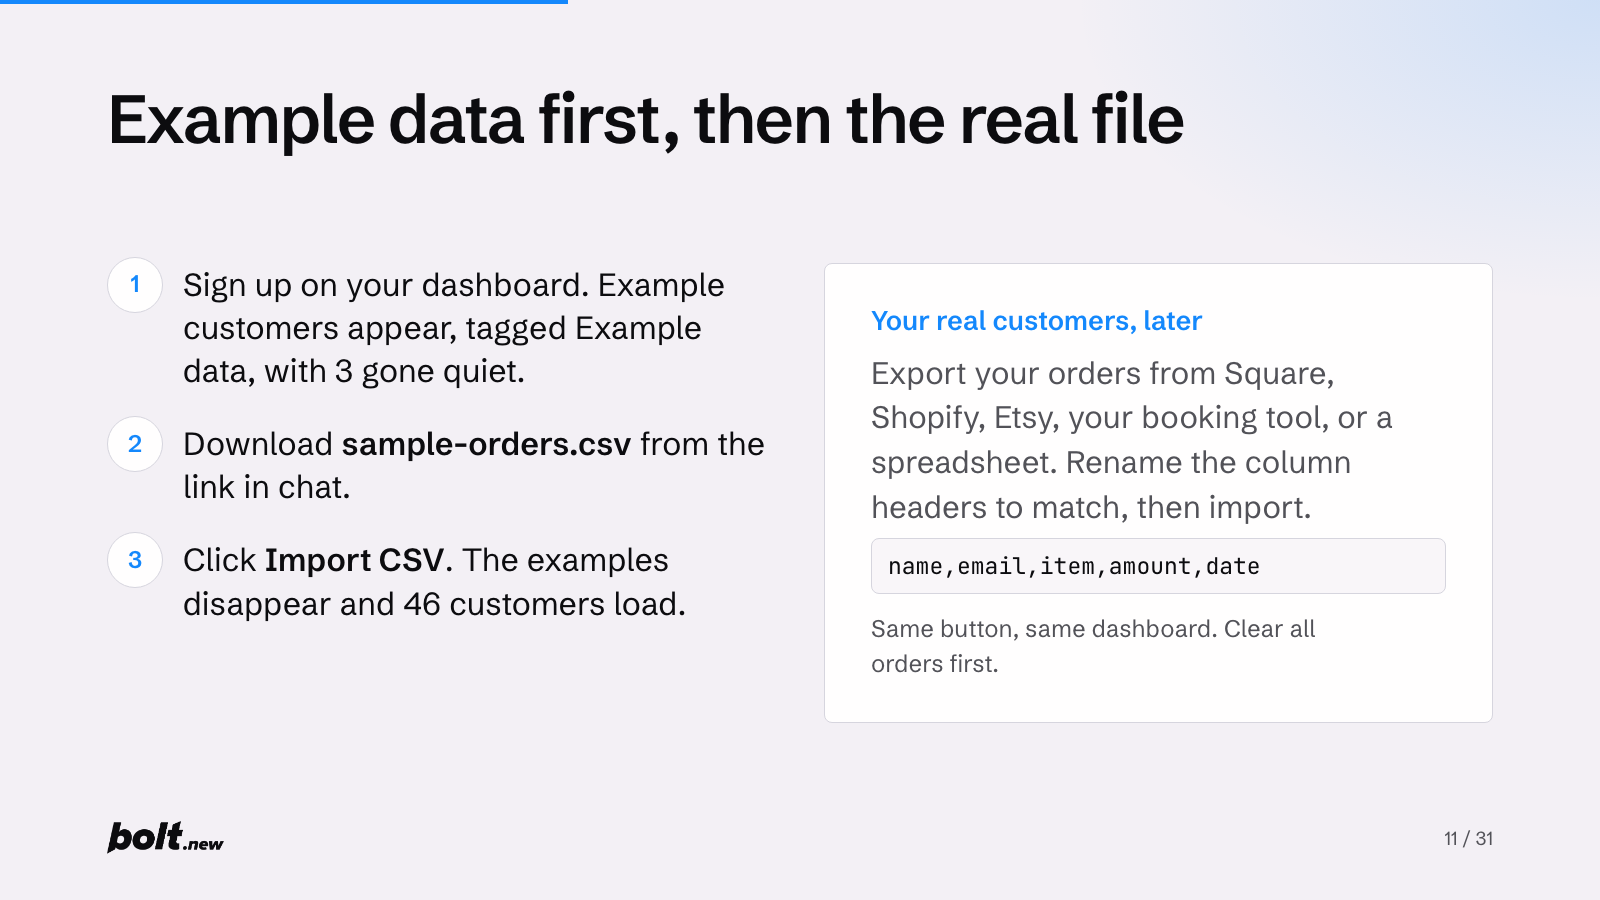 Example data first, then the real file
1
Sign up on your dashboard. Example
customers appear, tagged Example
data, with 3 gone quiet.
2
Download sample-orders.csv from the
link in chat.
3
Click Import CSV. The examples
disappear and 46 customers load.
Your real customers, later
Export your orders from Square,
Shopify, Etsy, your booking tool, or a
spreadsheet. Rename the column
headers to match, then import.
name,email,item,amount,date
Same button, same dashboard. Clear all
orders first.
bolt.new
11 / 31